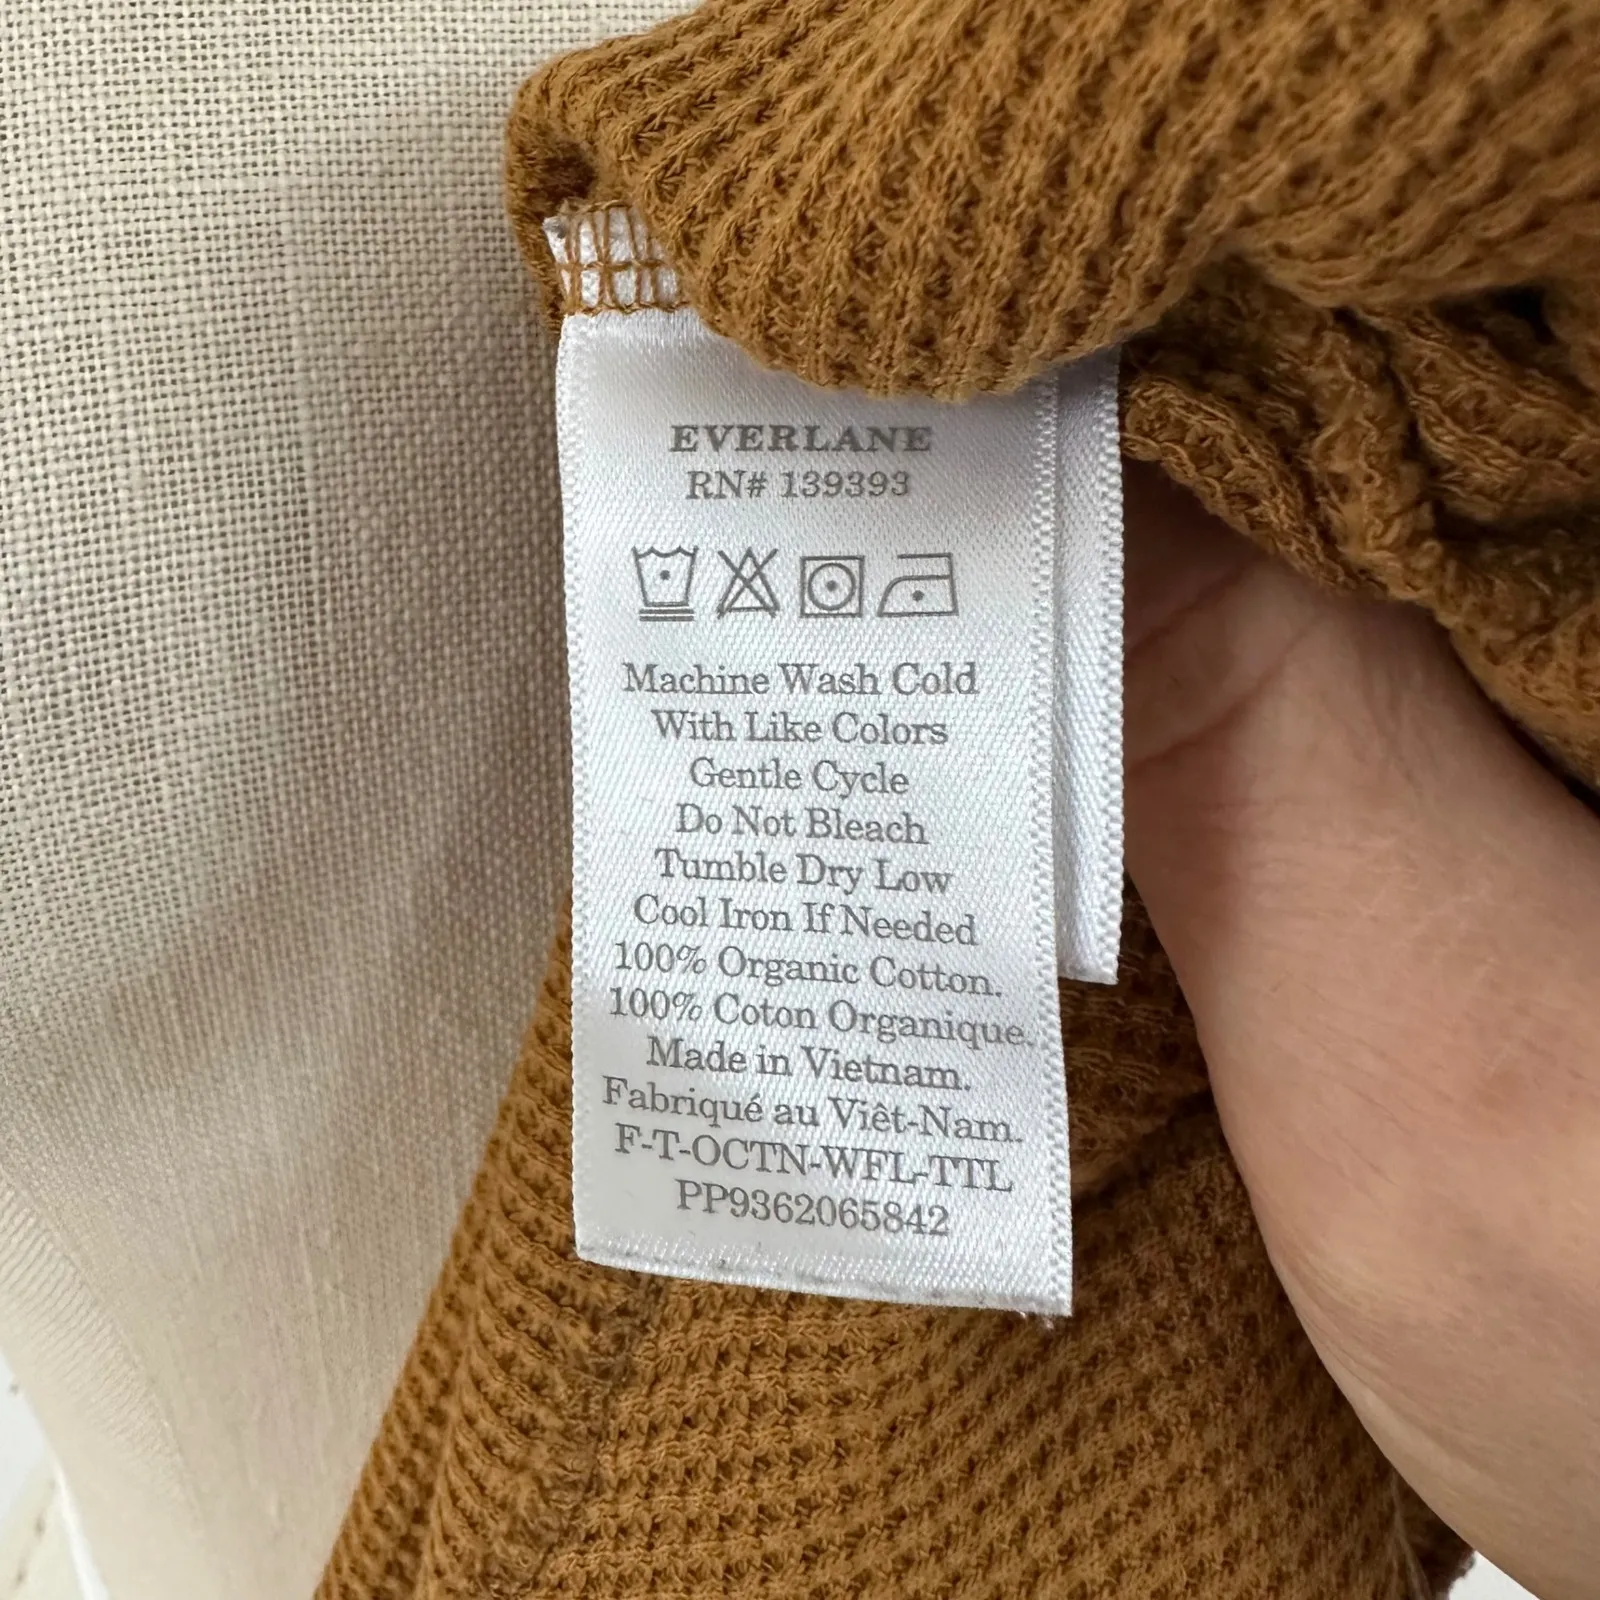 EVERLANE
RN# 139393
Machine Wash Cold
With Like Colors
Gentle Cycle
Do Not Bleach
Tumble Dry Low
Cool Iron If Needed
100% Organic Cotton.
100% Coton Organique.
Made in Vietnam.
Fabriqué au Viêt-Nam.
F-T-OCTN-WFL-TTL
PP9362065842